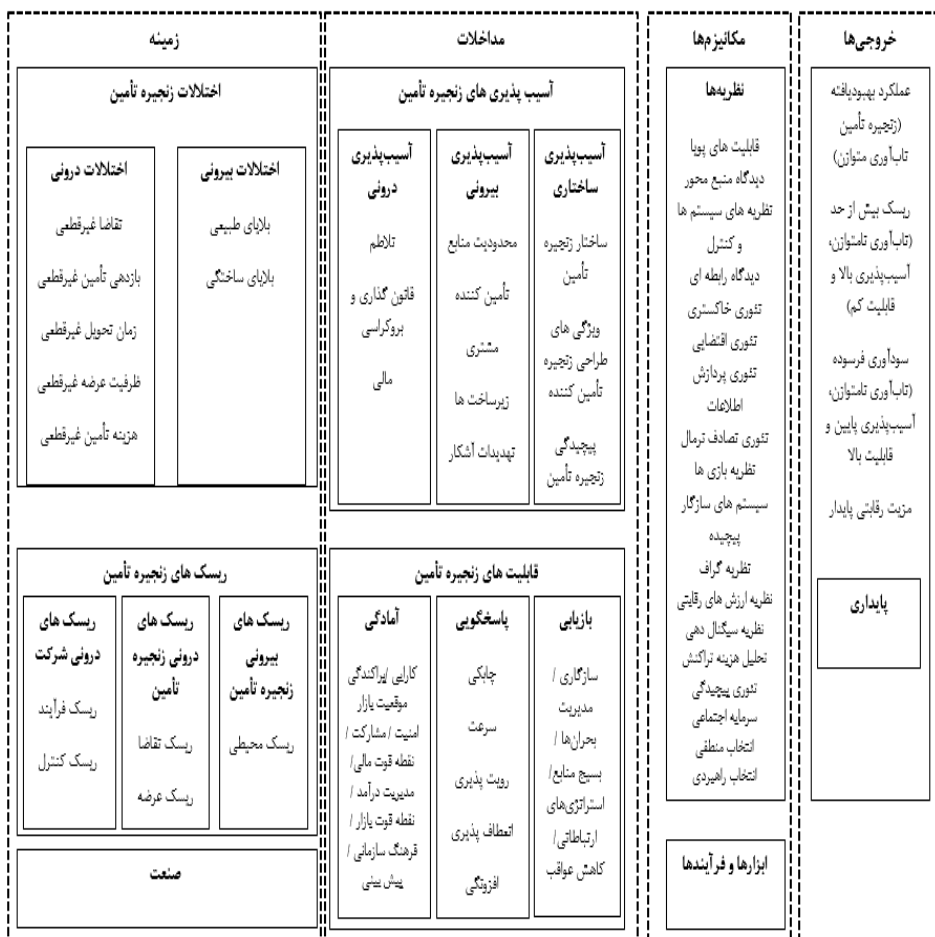 خروجی‌ها
عملکرد بهبودیافته
(زنجیره تأمین
تاب‌آوری متوازن)
ریسک بیش از حد
(تاب‌آوری نامتوازن،
آسیب‌پذیری بالا و
قابلیت کم)
سودآوری فرسوده
(تاب‌آوری نامتوازن،
آسیب‌پذیری پایین و
قابلیت بالا
مزیت رقابتی پایدار
پایداری
مکانیزم‌ها
نظریه‌ها
قابلیت های پویا
دیدگاه منبع محور
نظریه های سیستم ها
و کنترل
دیدگاه رابطه ای
تئوری خاکستری
تئوری اقتضایی
تئوری پردازش
اطلاعات
تئوری تصادف نرمال
نظریه بازی ها
سیستم های سازگار
پیچیده
نظریه گراف
نظریه ارزش های رقابتی
نظریه سیگنال دهی
تحلیل هزینه تراکنش
تئوری پیچیدگی
سرمایه اجتماعی
انتخاب منطقی
انتخاب راهبردی
ابزارها و فرآیندها
مداخلات
آسیب پذیری های زنجیره تأمین
آسیب‌پذیری
ساختاری
ساختار زنجیره
تأمین
ویژگی های
طراحی زنجیره
تأمین کننده
پیچیدگی
زنجیره تأمین
آسیب‌پذیری
بیرونی
محدودیت منابع
تأمین کننده
مشتری
زیرساخت ها
تهدیدات آشکار
آسیب‌پذیری
درونی
تلاطم
قانون گذاری و
بروکراسی
مالی
قابلیت های زنجیره تأمین
بازیابی
سازگاری /
مدیریت
بحران‌ها /
بسیج منابع/
استراتژی‌های
ارتباطاتی/
کاهش عواقب
پاسخگویی
چابکی
سرعت
رویت پذیری
انعطاف پذیری
افزونگی
آمادگی
کارایی /پراکندگی
موقعیت بازار
امنیت / مشارکت /
نقطه قوت مالی/
مدیریت درآمد /
نقطه قوت بازار /
فرهنگ سازمانی /
پیش بینی
زمینه
اختلالات زنجیره تأمین
اختلالات بیرونی
بلایای طبیعی
بلایای ساختگی
اختلالات درونی
تقاضا غیرقطعی
بازدهی تأمین غیرقطعی
زمان تحویل غیرقطعی
ظرفیت عرضه غیرقطعی
هزینه تأمین غیرقطعی
ریسک های زنجیره تأمین
ریسک های
بیرونی
زنجیره تأمین
ریسک محیطی
ریسک های
درونی زنجیره
تأمین
ریسک تقاضا
ریسک عرضه
ریسک های
درونی شرکت
ریسک فرآیند
ریسک کنترل
صنعت